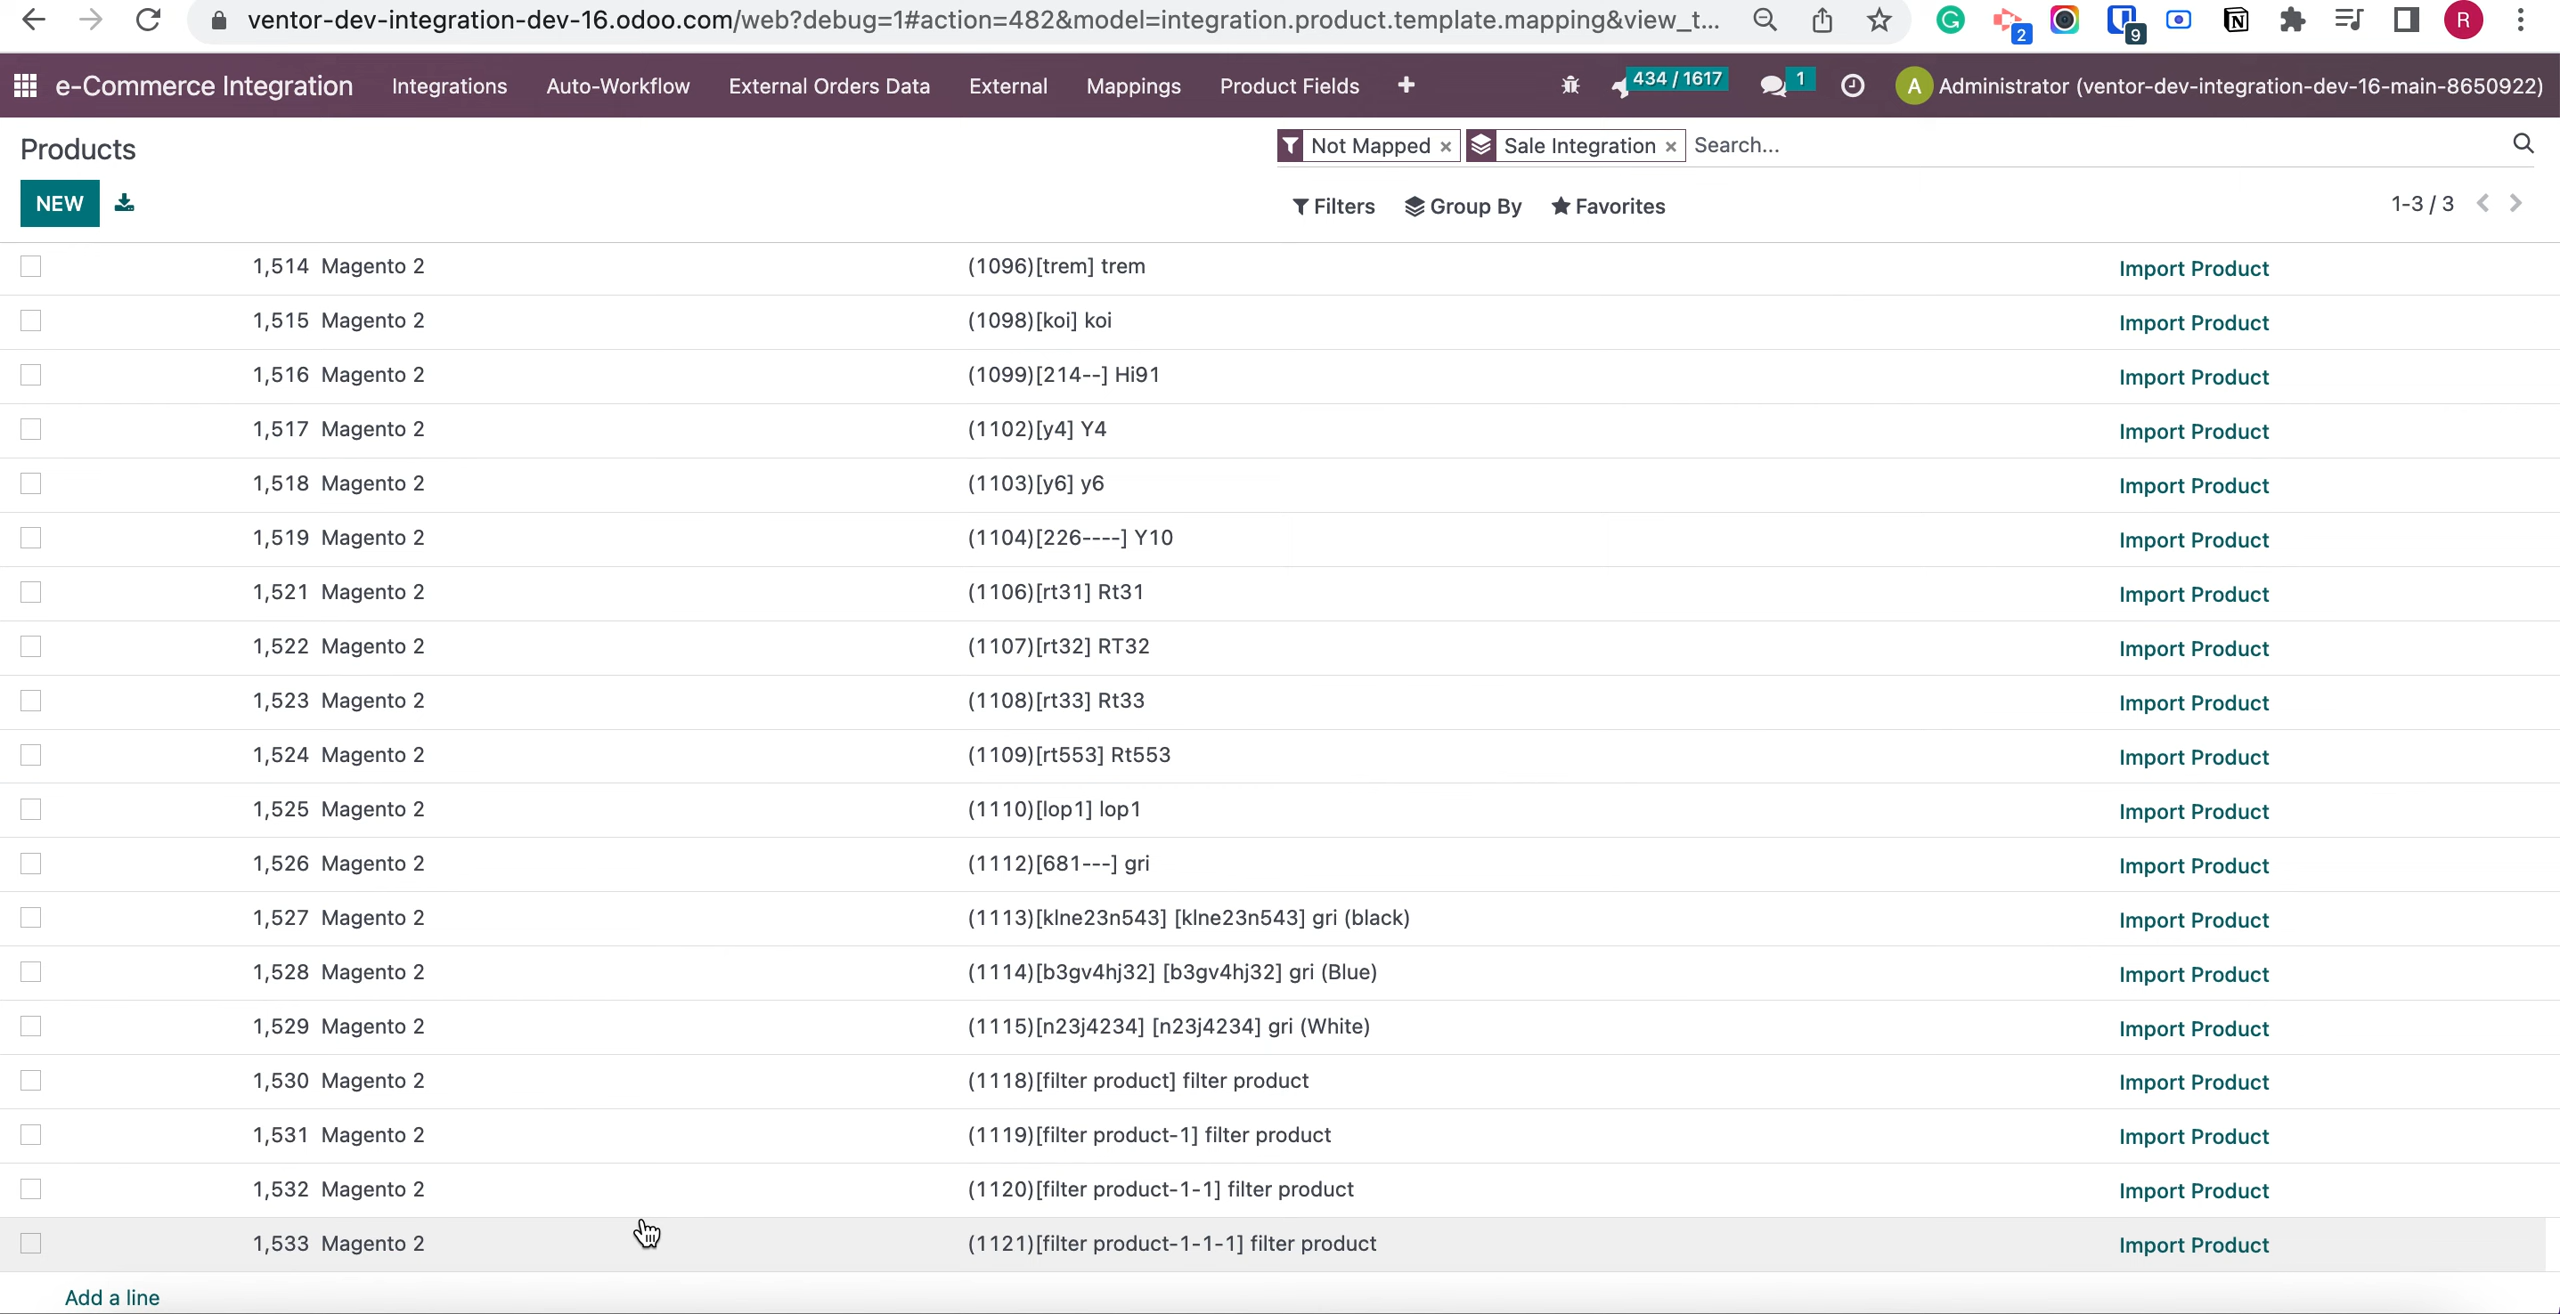 ventor-dev-integration-dev-16.odoo.com/web?debug=1#action=482&model=integration.product.template.mapping&view_t...
2
9
R
e-Commerce Integration Integrations Auto-Workflow External Orders Data External Mappings Product Fields 434 / 1617 1 A Administrator (ventor-dev-integration-dev-16-main-8650922)
Products Not Mapped × Sale Integration × Search...
NEW Filters Group By Favorites 1-3 / 3
1,514 Magento 2 (1096)[trem] trem Import Product
1,515 Magento 2 (1098)[koi] koi Import Product
1,516 Magento 2 (1099)[214--] Hi91 Import Product
1,517 Magento 2 (1102)[y4] Y4 Import Product
1,518 Magento 2 (1103)[y6] y6 Import Product
1,519 Magento 2 (1104)[226----] Y10 Import Product
1,521 Magento 2 (1106)[rt31] Rt31 Import Product
1,522 Magento 2 (1107)[rt32] RT32 Import Product
1,523 Magento 2 (1108)[rt33] Rt33 Import Product
1,524 Magento 2 (1109)[rt553] Rt553 Import Product
1,525 Magento 2 (1110)[lop1] lop1 Import Product
1,526 Magento 2 (1112)[681---] gri Import Product
1,527 Magento 2 (1113)[klne23n543] [klne23n543] gri (black) Import Product
1,528 Magento 2 (1114)[b3gv4hj32] [b3gv4hj32] gri (Blue) Import Product
1,529 Magento 2 (1115)[n23j4234] [n23j4234] gri (White) Import Product
1,530 Magento 2 (1118)[filter product] filter product Import Product
1,531 Magento 2 (1119)[filter product-1] filter product Import Product
1,532 Magento 2 (1120)[filter product-1-1] filter product Import Product
1,533 Magento 2 (1121)[filter product-1-1-1] filter product Import Product
Add a line